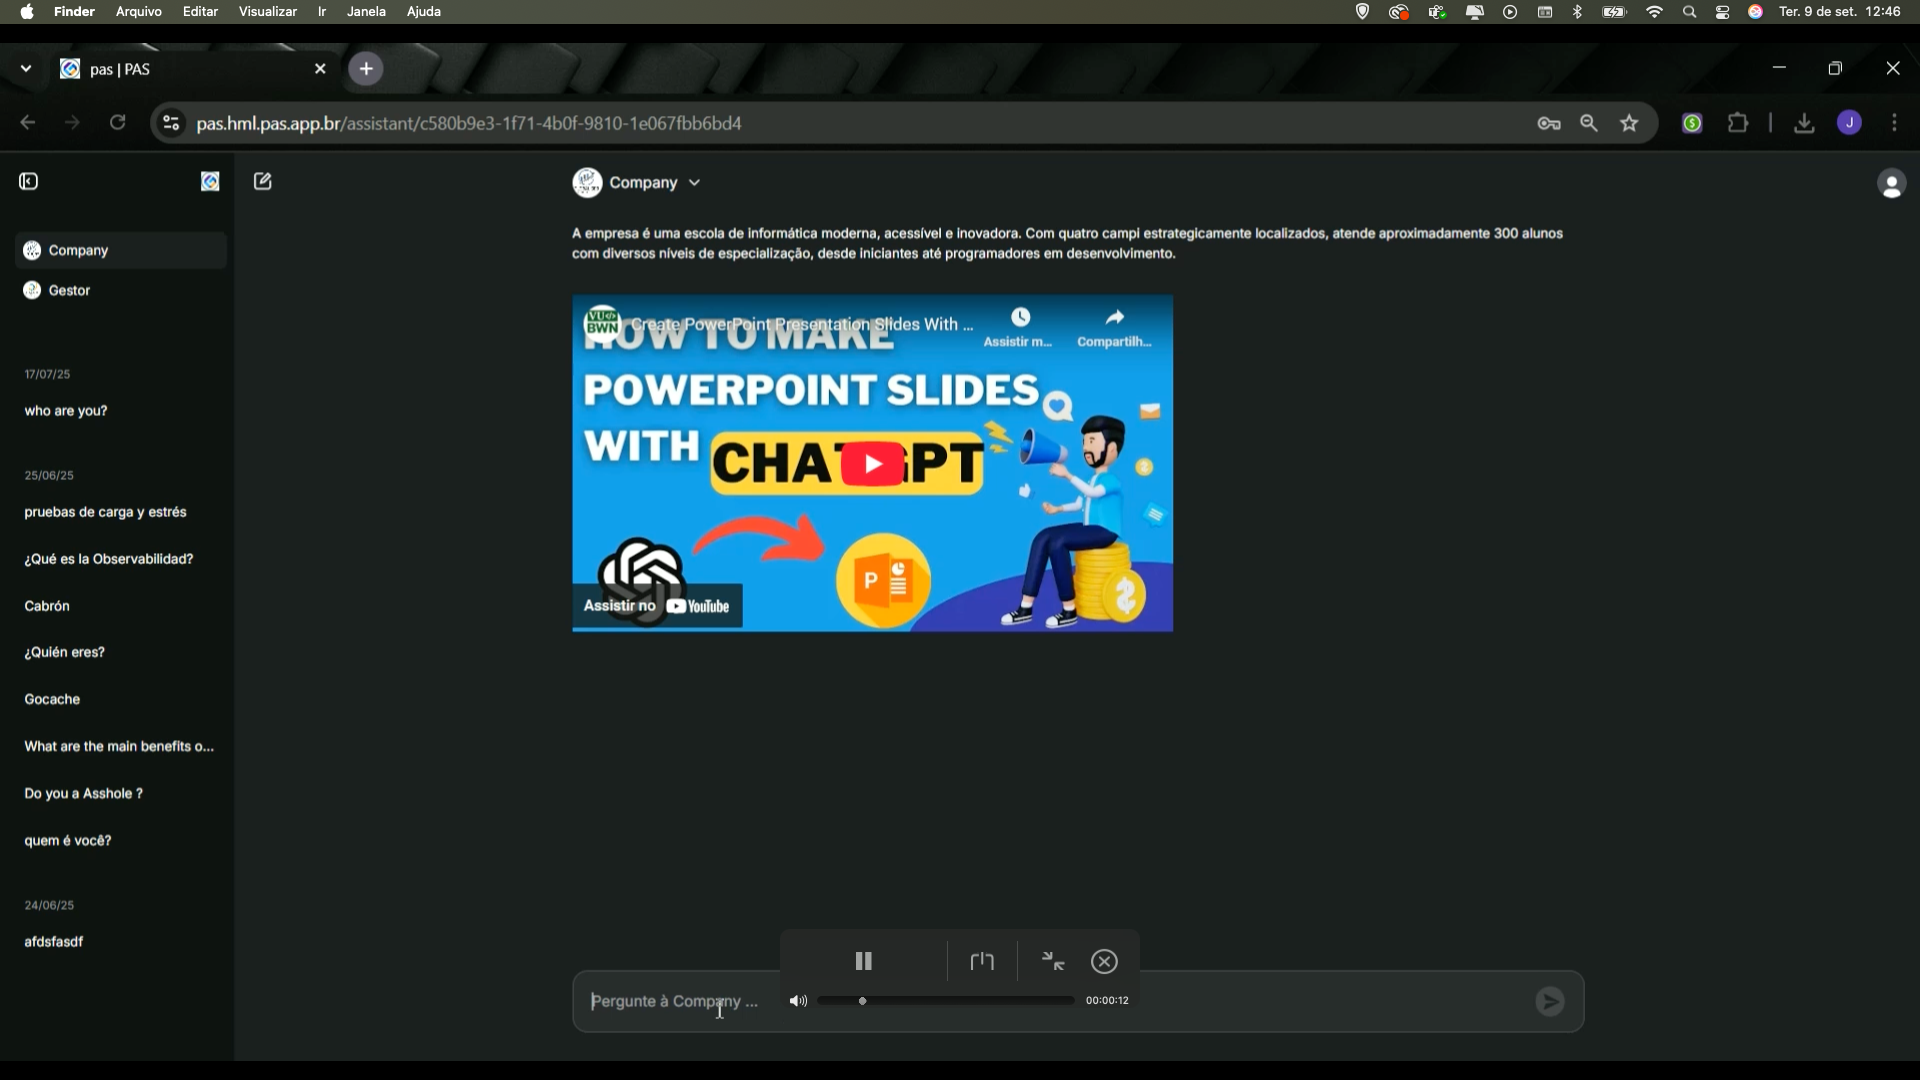 Finder Arquivo Editar Visualizar Ir Janela Ajuda Ter. 9 de set. 12:46
pas | PAS
pas.hml.pas.app.br/assistant/c580b9e3-1f71-4b0f-9810-1e067fbb6bd4
J
Company
Gestor
17/07/25
who are you?
25/06/25
pruebas de carga y estrés
¿Qué es la Observabilidad?
Cabrón
¿Quién eres?
Gocache
What are the main benefits o...
Do you a Asshole ?
quem é você?
24/06/25
afdsfasdf
Company
A empresa é uma escola de informática moderna, acessível e inovadora. Com quatro campi estrategicamente localizados, atende aproximadamente 300 alunos
com diversos níveis de especialização, desde iniciantes até programadores em desenvolvimento.
VU</>
BWN
Create PowerPoint Presentation Slides With ...
Assistir m...
Compartilh...
HOW TO MAKE
POWERPOINT SLIDES
WITH
P
Assistir no YouTube
Pergunte à Company ...
00:00:12